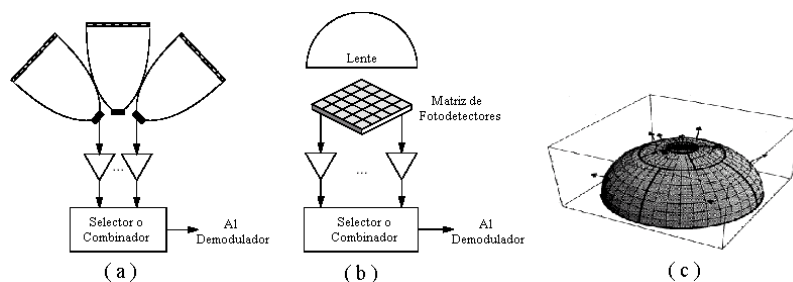 ...
Selector o
Combinador
Al
Demodulador
( a )
Lente
Matriz de
Fotodetectores
...
Selector o
Combinador
Al
Demodulador
( b )
( c )